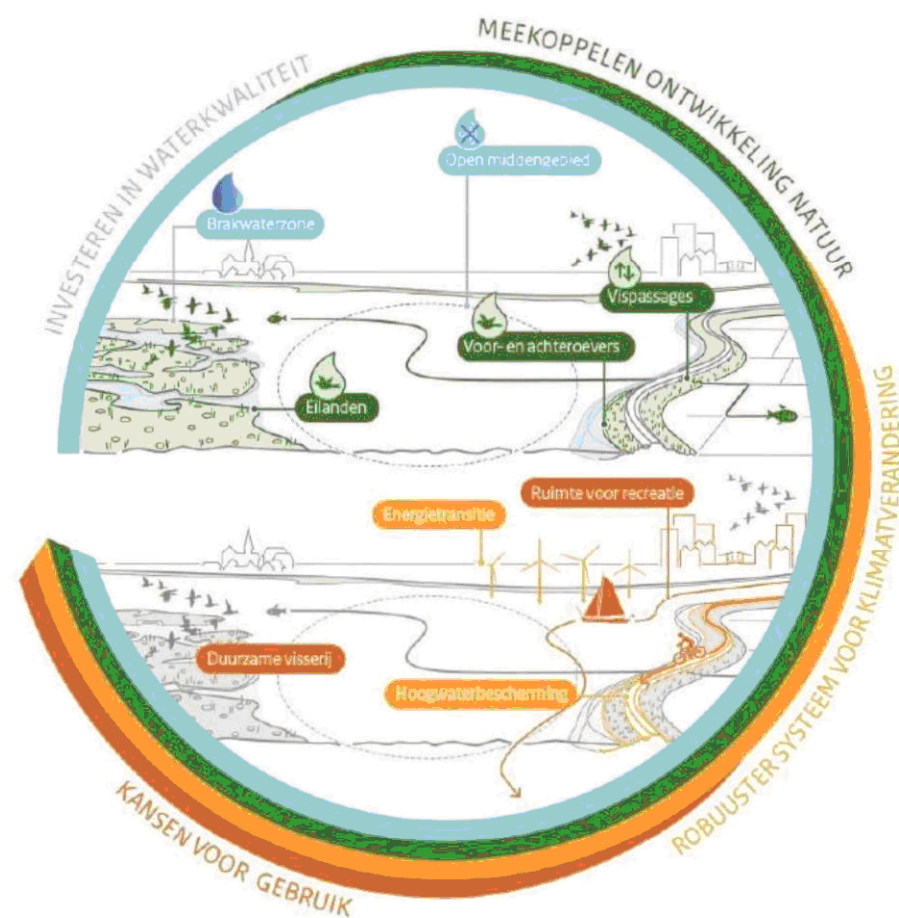 INVESTEREN IN WATERKWALITEIT
MEEKOPPELEN ONTWIKKELING NATUUR
ROBUUSTER SYSTEEM VOOR KLIMAATVERANDERING
KANSEN VOOR GEBRUIK
Open middengebied
Brakwaterzone
Vispassages
Voor- en achteroevers
Eilanden
Ruimte voor recreatie
Energietransitie
Duurzame visserij
Hoogwaterbescherming